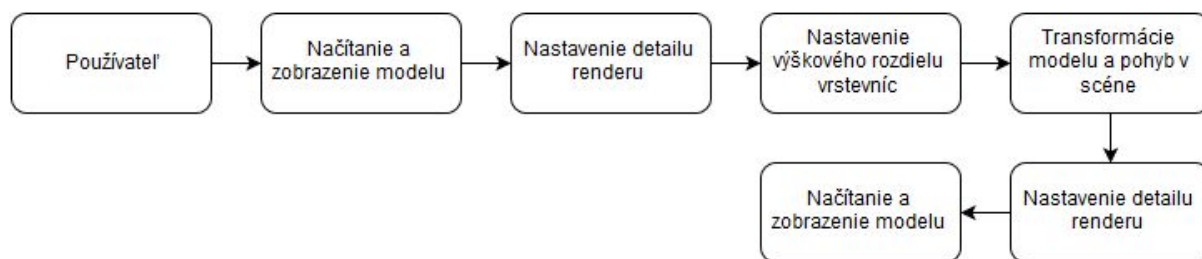 Používateľ
Načítanie a
zobrazenie modelu
Nastavenie detailu
renderu
Nastavenie
výškového rozdielu
vrstevníc
Transformácie
modelu a pohyb v
scéne
Načítanie a
zobrazenie modelu
Nastavenie detailu
renderu